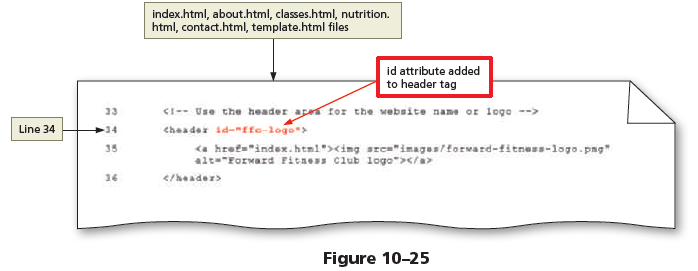 index.html, about.html, classes.html, nutrition.
html, contact.html, template.html files
id attribute added
to header tag
33 <!-- Use the header area for the website name or logo -->
Line 34
34 <header id="ffc-logo">
35 <a href="index.html"><img src="images/forward-fitness-logo.png"
alt="Forward Fitness Club logo"></a>
36 </header>
Figure 10–25